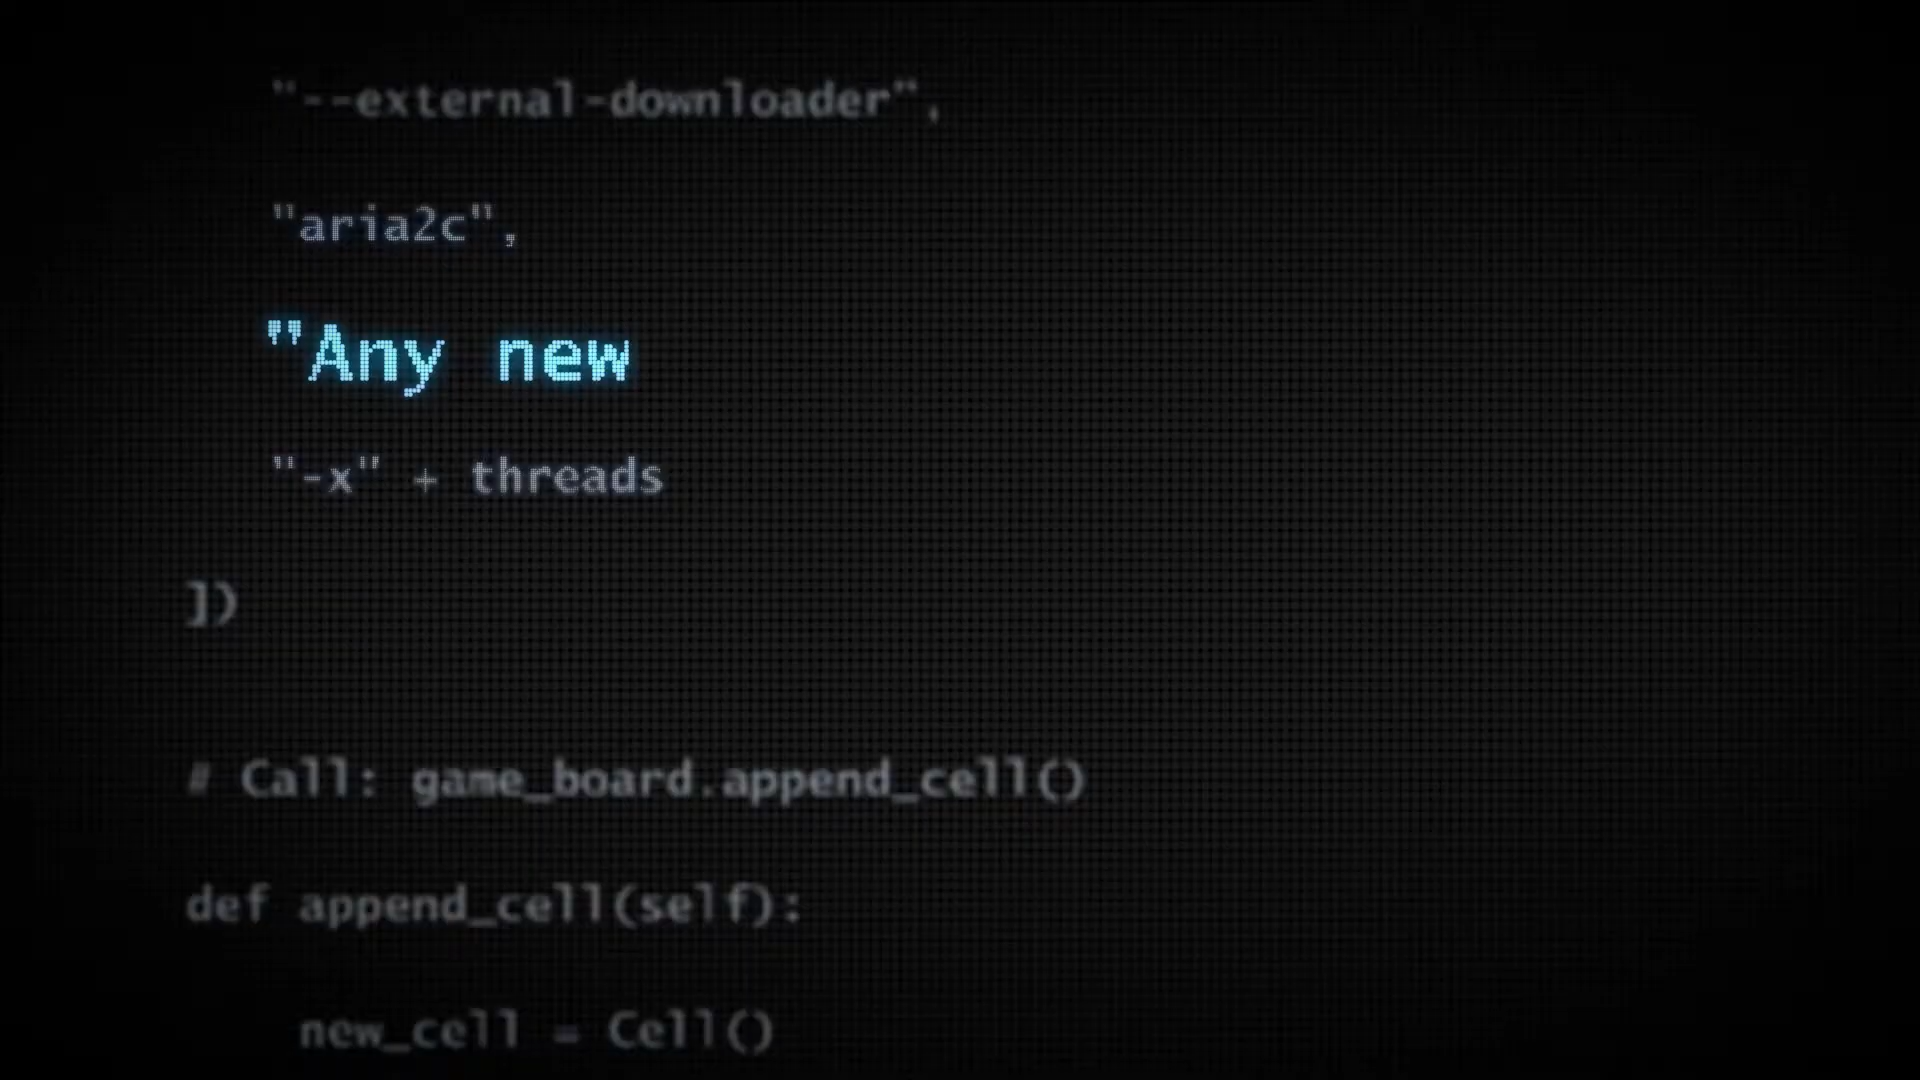 "--external-downloader",
"aria2c",
"Any new
"-x" + threads
])
# Call: game_board.append_cell()
def append_cell(self):
new_cell = Cell()